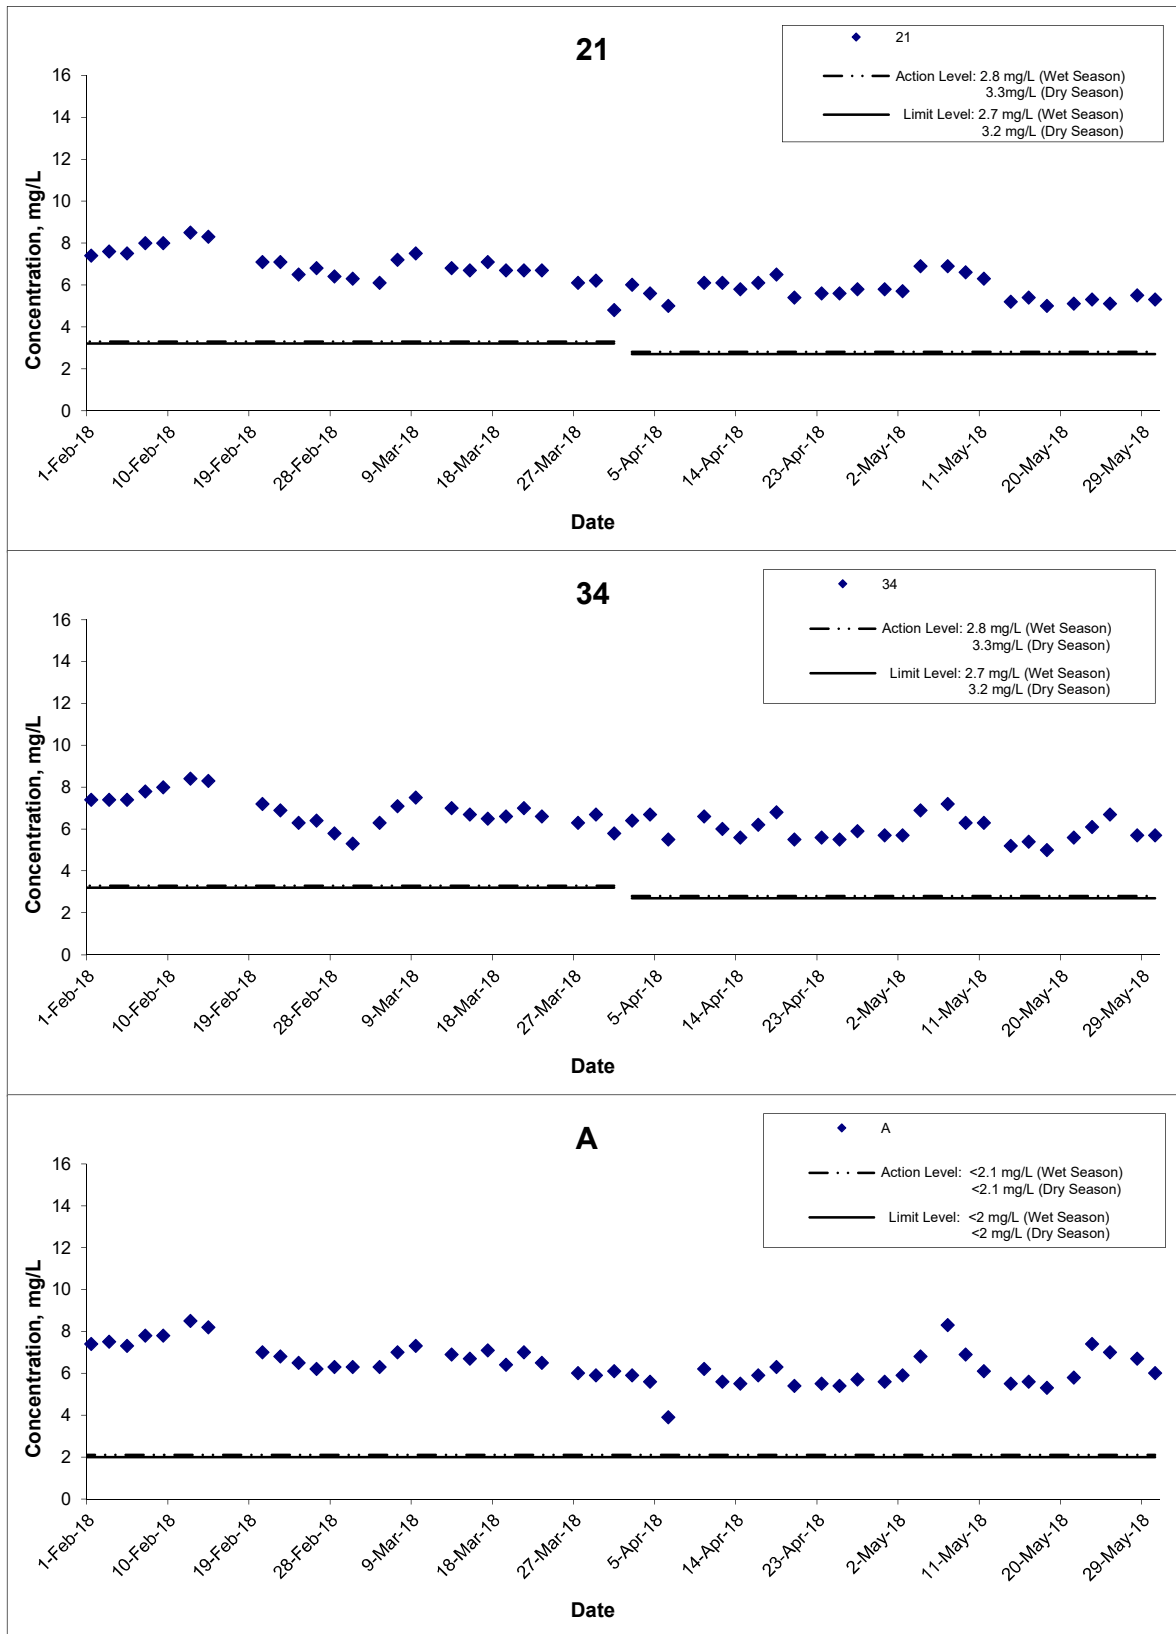 21
21
Action Level: 2.8 mg/L (Wet Season)
3.3mg/L (Dry Season)
Limit Level: 2.7 mg/L (Wet Season)
3.2 mg/L (Dry Season)
Concentration, mg/L
16
14
12
10
8
6
4
2
0
1-Feb-18
10-Feb-18
19-Feb-18
28-Feb-18
9-Mar-18
18-Mar-18
27-Mar-18
5-Apr-18
14-Apr-18
23-Apr-18
2-May-18
11-May-18
20-May-18
29-May-18
Date
34
34
Action Level: 2.8 mg/L (Wet Season)
3.3mg/L (Dry Season)
Limit Level: 2.7 mg/L (Wet Season)
3.2 mg/L (Dry Season)
Concentration, mg/L
16
14
12
10
8
6
4
2
0
1-Feb-18
10-Feb-18
19-Feb-18
28-Feb-18
9-Mar-18
18-Mar-18
27-Mar-18
5-Apr-18
14-Apr-18
23-Apr-18
2-May-18
11-May-18
20-May-18
29-May-18
Date
A
A
Action Level: <2.1 mg/L (Wet Season)
<2.1 mg/L (Dry Season)
Limit Level: <2 mg/L (Wet Season)
<2 mg/L (Dry Season)
Concentration, mg/L
16
14
12
10
8
6
4
2
0
1-Feb-18
10-Feb-18
19-Feb-18
28-Feb-18
9-Mar-18
18-Mar-18
27-Mar-18
5-Apr-18
14-Apr-18
23-Apr-18
2-May-18
11-May-18
20-May-18
29-May-18
Date